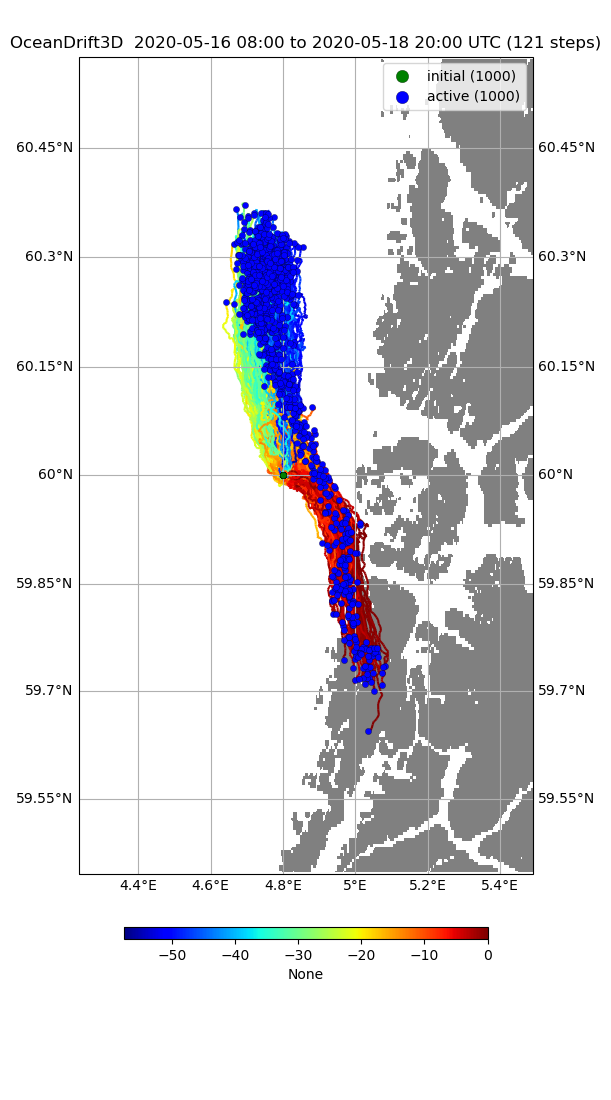 OceanDrift3D  2020-05-16 08:00 to 2020-05-18 20:00 UTC (121 steps)
initial (1000)
active (1000)
60.45°N 60.45°N
60.3°N 60.3°N
60.15°N 60.15°N
60°N 60°N
59.85°N 59.85°N
59.7°N 59.7°N
59.55°N 59.55°N
4.4°E 4.6°E 4.8°E 5°E 5.2°E 5.4°E
−50 −40 −30 −20 −10 0
None